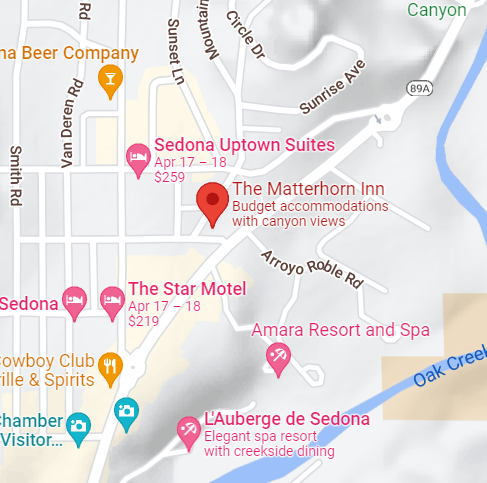 Canyon
Circle Dr
Mountain
Sunset Ln
Rd
na Beer Company
Van Deren Rd
Sunrise Ave
89A
Smith Rd
Sedona Uptown Suites
Apr 17 – 18
$259
The Matterhorn Inn
Budget accommodations
with canyon views
Arroyo Roble Rd
The Star Motel
Apr 17 – 18
$219
Sedona
Amara Resort and Spa
Cowboy Club
ille & Spirits
Oak Creek
L'Auberge de Sedona
Elegant spa resort
with creekside dining
Chamber
Visitor...